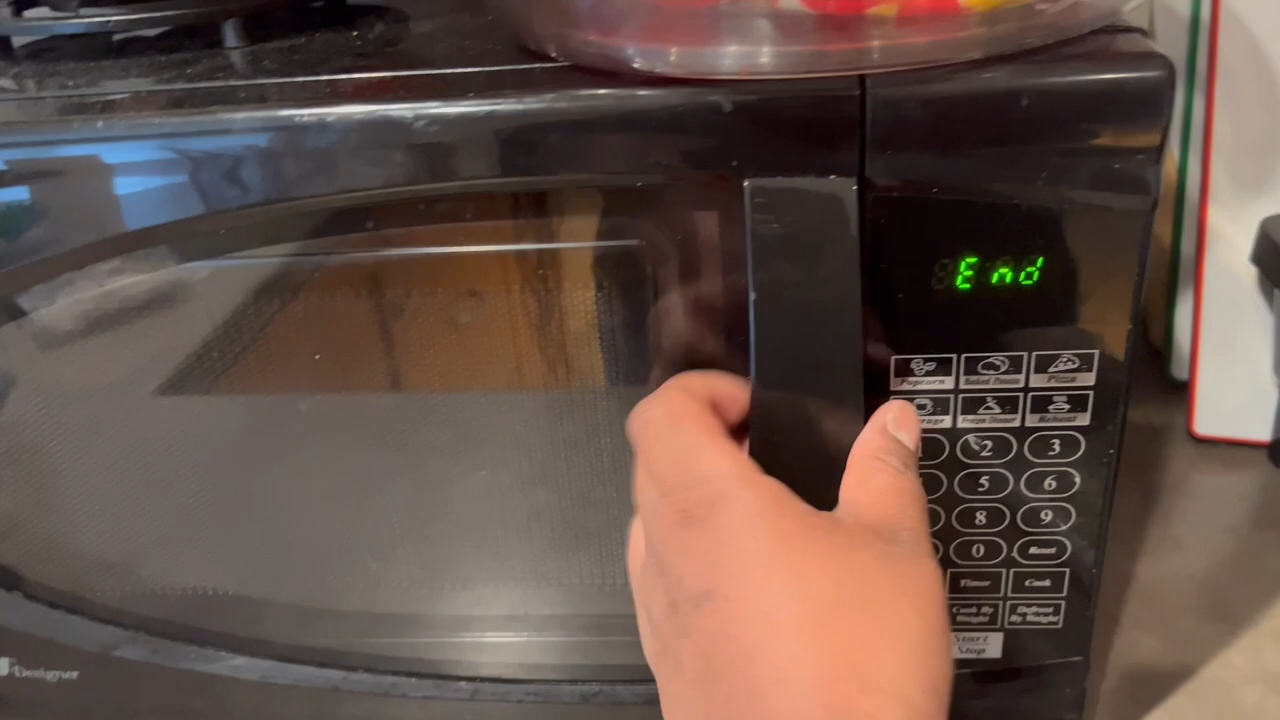 End
Popcorn Baked Potato Pizza
Frozen Dinner Reheat
2 3
5 6
8 9
0 Reset
Timer Cook
Cook By Weight Defrost By Weight
Start
Stop
Designer